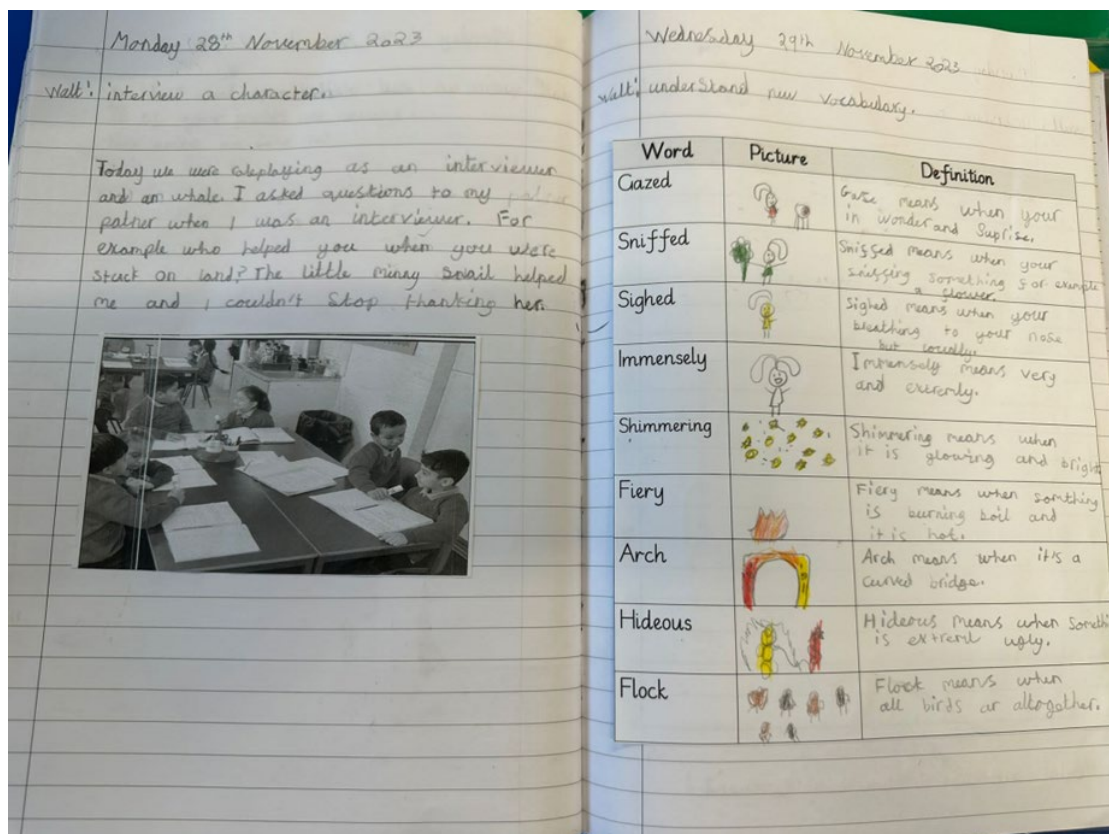 Monday 28th November 2023
Walt: interview a character.
Today we were roleplaying as an interviewer
and an whale. I asked questions to my
patner when I was an interviewer. For
example who helped you when you were
stuck on land? The little minny snail helped
me and I couldn't stop thanking her.
Wednesday 29th November 2023
Walt: understand new vocabulary.
Word Picture Definition
Gazed
Gaze means when your
in wonder and Suprise.
Sniffed
Sniffed means when your
sniffing something for example
a flower.
Sighed
Sighed means when your
breathing to your nose
but loudly.
Immensely
Immensely means very
and extremly.
Shimmering
Shimmering means when
it is glowing and bright
Fiery
Fiery means when somthing
is burning boil and
it is hot.
Arch
Arch means when it's a
curved bridge.
Hideous
Hideous means when somethi
is extreml ugly.
Flock
Flock means when
all birds ar altogether.